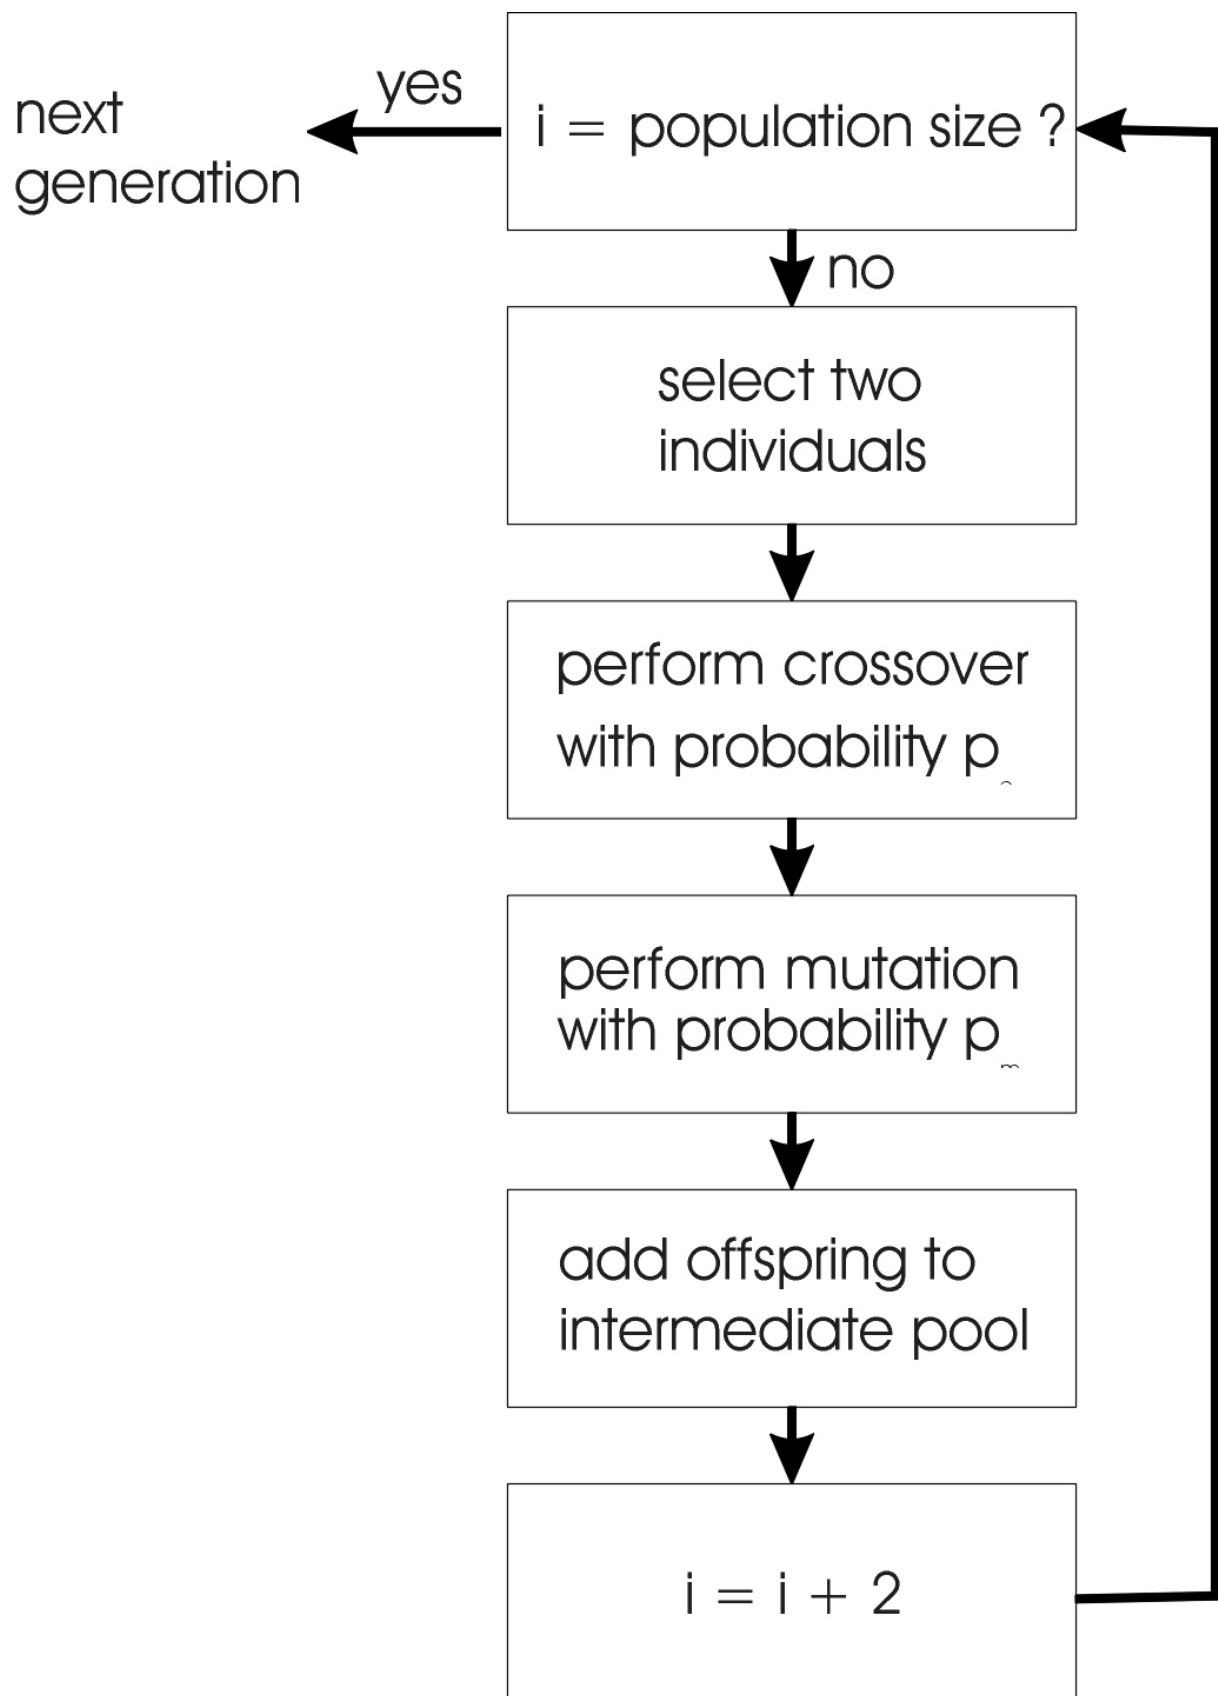 yes
next
generation
i = population size ?
no
select two
individuals
perform crossover
with probability p
perform mutation
with probability p
m
add offspring to
intermediate pool
i = i + 2